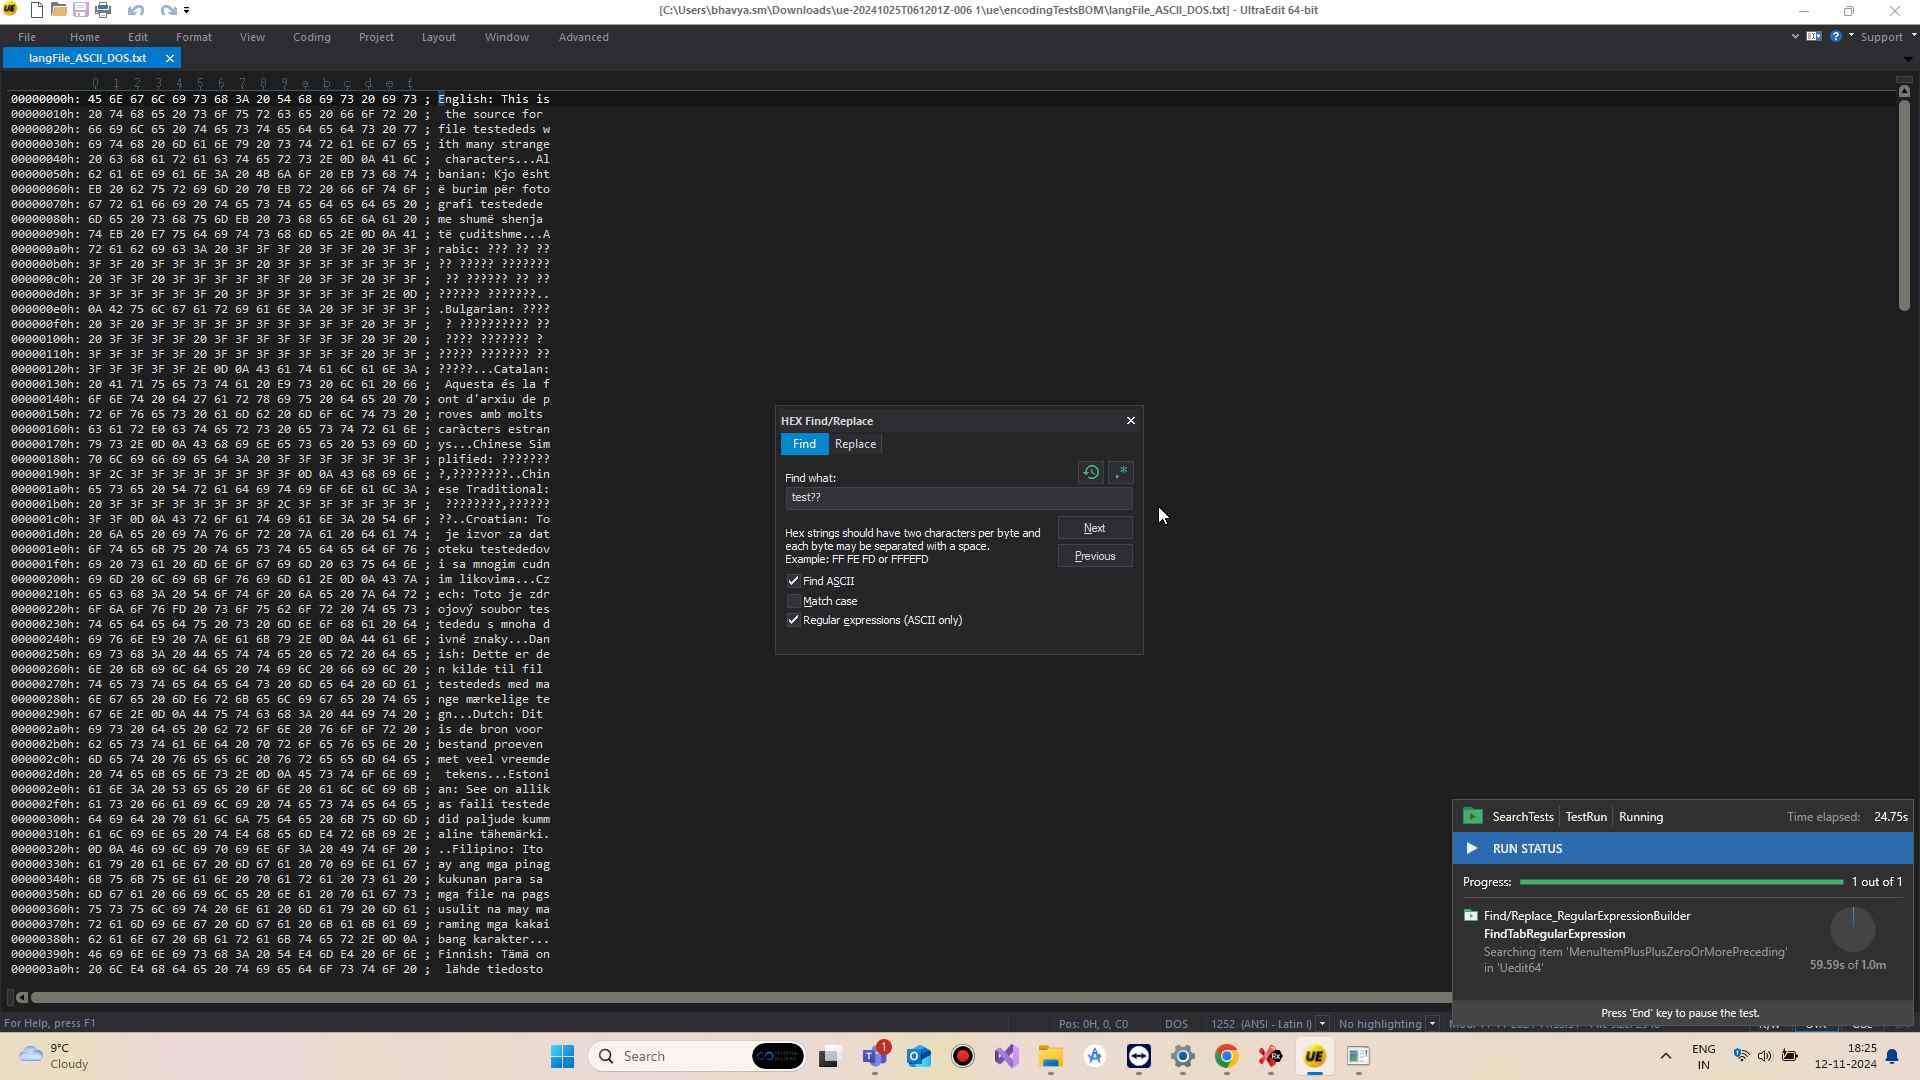 [C:\Users\bhavya.sm\Downloads\ue-20241025T061201Z-006 1\ue\encodingTestsBOM\langFile_ASCII_DOS.txt] - UltraEdit 64-bit
File Home Edit Format View Coding Project Layout Window Advanced Support
langFile_ASCII_DOS.txt
0 1 2 3 4 5 6 7 8 9 a b c d e f
00000000h: 45 6E 67 6C 69 73 68 3A 20 54 68 69 73 20 69 73 ; English: This is
00000010h: 20 74 68 65 20 73 6F 75 72 63 65 20 66 6F 72 20 ;  the source for
00000020h: 66 69 6C 65 20 74 65 73 74 65 64 65 64 73 20 77 ; file testededs w
00000030h: 69 74 68 20 6D 61 6E 79 20 73 74 72 61 6E 67 65 ; ith many strange
00000040h: 20 63 68 61 72 61 63 74 65 72 73 2E 0D 0A 41 6C ;  characters...Al
00000050h: 62 61 6E 69 61 6E 3A 20 4B 6A 6F 20 EB 73 68 74 ; banian: Kjo ësht
00000060h: EB 20 62 75 72 69 6D 20 70 EB 72 20 66 6F 74 6F ; ë burim për foto
00000070h: 67 72 61 66 69 20 74 65 73 74 65 64 65 64 65 20 ; grafi testedede
00000080h: 6D 65 20 73 68 75 6D EB 20 73 68 65 6E 6A 61 20 ; me shumë shenja
00000090h: 74 EB 20 E7 75 64 69 74 73 68 6D 65 2E 0D 0A 41 ; të çuditshme...A
000000a0h: 72 61 62 69 63 3A 20 3F 3F 3F 20 3F 3F 20 3F 3F ; rabic: ??? ?? ??
000000b0h: 3F 3F 20 3F 3F 3F 3F 3F 20 3F 3F 3F 3F 3F 3F 3F ; ?? ????? ???????
000000c0h: 20 3F 3F 20 3F 3F 3F 3F 3F 3F 20 3F 3F 20 3F 3F ;  ?? ?????? ?? ??
000000d0h: 3F 3F 3F 3F 3F 3F 20 3F 3F 3F 3F 3F 3F 3F 2E 0D ; ?????? ???????..
000000e0h: 0A 42 75 6C 67 61 72 69 61 6E 3A 20 3F 3F 3F 3F ; .Bulgarian: ????
000000f0h: 20 3F 20 3F 3F 3F 3F 3F 3F 3F 3F 3F 3F 20 3F 3F ;  ? ?????????? ??
00000100h: 20 3F 3F 3F 3F 20 3F 3F 3F 3F 3F 3F 3F 20 3F 20 ;  ???? ??????? ?
00000110h: 3F 3F 3F 3F 3F 20 3F 3F 3F 3F 3F 3F 3F 20 3F 3F ; ????? ??????? ??
00000120h: 3F 3F 3F 3F 3F 2E 0D 0A 43 61 74 61 6C 61 6E 3A ; ?????...Catalan:
00000130h: 20 41 71 75 65 73 74 61 20 E9 73 20 6C 61 20 66 ;  Aquesta és la f
00000140h: 6F 6E 74 20 64 27 61 72 78 69 75 20 64 65 20 70 ; ont d'arxiu de p
00000150h: 72 6F 76 65 73 20 61 6D 62 20 6D 6F 6C 74 73 20 ; roves amb molts
00000160h: 63 61 72 E0 63 74 65 72 73 20 65 73 74 72 61 6E ; caràcters estran
00000170h: 79 73 2E 0D 0A 43 68 69 6E 65 73 65 20 53 69 6D ; ys...Chinese Sim
00000180h: 70 6C 69 66 69 65 64 3A 20 3F 3F 3F 3F 3F 3F 3F ; plified: ???????
00000190h: 3F 2C 3F 3F 3F 3F 3F 3F 3F 3F 0D 0A 43 68 69 6E ; ?,????????..Chin
000001a0h: 65 73 65 20 54 72 61 64 69 74 69 6F 6E 61 6C 3A ; ese Traditional:
000001b0h: 20 3F 3F 3F 3F 3F 3F 3F 3F 2C 3F 3F 3F 3F 3F 3F ;  ????????,??????
000001c0h: 3F 3F 0D 0A 43 72 6F 61 74 69 61 6E 3A 20 54 6F ; ??..Croatian: To
000001d0h: 20 6A 65 20 69 7A 76 6F 72 20 7A 61 20 64 61 74 ;  je izvor za dat
000001e0h: 6F 74 65 6B 75 20 74 65 73 74 65 64 65 64 6F 76 ; oteku testededov
000001f0h: 69 20 73 61 20 6D 6E 6F 67 69 6D 20 63 75 64 6E ; i sa mnogim cudn
00000200h: 69 6D 20 6C 69 6B 6F 76 69 6D 61 2E 0D 0A 43 7A ; im likovima...Cz
00000210h: 65 63 68 3A 20 54 6F 74 6F 20 6A 65 20 7A 64 72 ; ech: Toto je zdr
00000220h: 6F 6A 6F 76 FD 20 73 6F 75 62 6F 72 20 74 65 73 ; ojový soubor tes
00000230h: 74 65 64 65 64 75 20 73 20 6D 6E 6F 68 61 20 64 ; tededu s mnoha d
00000240h: 69 76 6E E9 20 7A 6E 61 6B 79 2E 0D 0A 44 61 6E ; ivné znaky...Dan
00000250h: 69 73 68 3A 20 44 65 74 74 65 20 65 72 20 64 65 ; ish: Dette er de
00000260h: 6E 20 6B 69 6C 64 65 20 74 69 6C 20 66 69 6C 20 ; n kilde til fil
00000270h: 74 65 73 74 65 64 65 64 73 20 6D 65 64 20 6D 61 ; testededs med ma
00000280h: 6E 67 65 20 6D E6 72 6B 65 6C 69 67 65 20 74 65 ; nge mærkelige te
00000290h: 67 6E 2E 0D 0A 44 75 74 63 68 3A 20 44 69 74 20 ; gn...Dutch: Dit
000002a0h: 69 73 20 64 65 20 62 72 6F 6E 20 76 6F 6F 72 20 ; is de bron voor
000002b0h: 62 65 73 74 61 6E 64 20 70 72 6F 65 76 65 6E 20 ; bestand proeven
000002c0h: 6D 65 74 20 76 65 65 6C 20 76 72 65 65 6D 64 65 ; met veel vreemde
000002d0h: 20 74 65 6B 65 6E 73 2E 0D 0A 45 73 74 6F 6E 69 ;  tekens...Estoni
000002e0h: 61 6E 3A 20 53 65 65 20 6F 6E 20 61 6C 6C 69 6B ; an: See on allik
000002f0h: 61 73 20 66 61 69 6C 69 20 74 65 73 74 65 64 65 ; as faili testede
00000300h: 64 69 64 20 70 61 6C 6A 75 64 65 20 6B 75 6D 6D ; did paljude kumm
00000310h: 61 6C 69 6E 65 20 74 E4 68 65 6D E4 72 6B 69 2E ; aline tähemärki.
00000320h: 0D 0A 46 69 6C 69 70 69 6E 6F 3A 20 49 74 6F 20 ; ..Filipino: Ito
00000330h: 61 79 20 61 6E 67 20 6D 67 61 20 70 69 6E 61 67 ; ay ang mga pinag
00000340h: 6B 75 6B 75 6E 61 6E 20 70 61 72 61 20 73 61 20 ; kukunan para sa
00000350h: 6D 67 61 20 66 69 6C 65 20 6E 61 20 70 61 67 73 ; mga file na pags
00000360h: 75 73 75 6C 69 74 20 6E 61 20 6D 61 79 20 6D 61 ; usulit na may ma
00000370h: 72 61 6D 69 6E 67 20 6D 67 61 20 6B 61 6B 61 69 ; raming mga kakai
00000380h: 62 61 6E 67 20 6B 61 72 61 6B 74 65 72 2E 0D 0A ; bang karakter...
00000390h: 46 69 6E 6E 69 73 68 3A 20 54 E4 6D E4 20 6F 6E ; Finnish: Tämä on
000003a0h: 20 6C E4 68 64 65 20 74 69 65 64 6F 73 74 6F 20 ;  lähde tiedosto
HEX Find/Replace
Find Replace
Find what:
.*
test??
Hex strings should have two characters per byte and
each byte may be separated with a space.
Example: FF FE FD or FFFEFD
Next
Previous
Find ASCII
Match case
Regular expressions (ASCII only)
SearchTests TestRun Running Time elapsed: 24.75s
RUN STATUS
Progress: 1 out of 1
Find/Replace_RegularExpressionBuilder
FindTabRegularExpression
Searching item 'MenuItemPlusPlusZeroOrMorePreceding'
in 'Uedit64'
59.59s of 1.0m
Press 'End' key to pause the test.
For Help, press F1
Pos: 0H, 0, C0 DOS 1252 (ANSI - Latin I) No highlighting
9°C
Cloudy
Search
1
UE
ENG
IN
18:25
12-11-2024